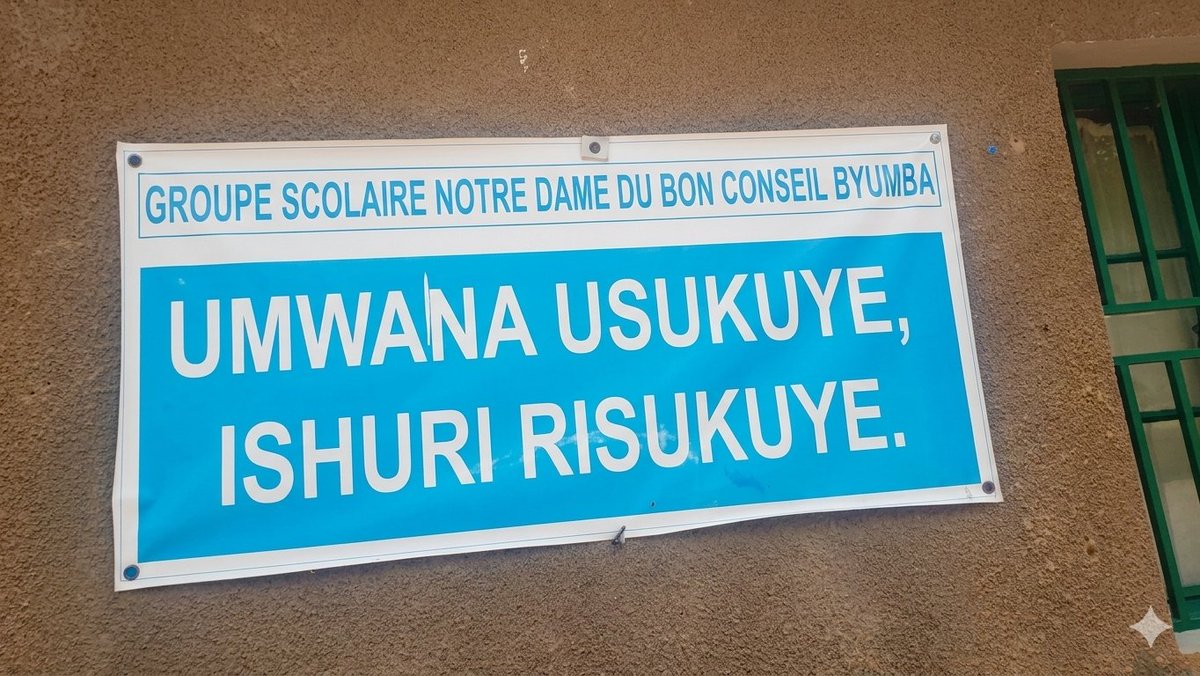 GROUPE SCOLAIRE NOTRE DAME DU BON CONSEIL BYUMBA
UMWANA USUKUYE,
ISHURI RISUKUYE.